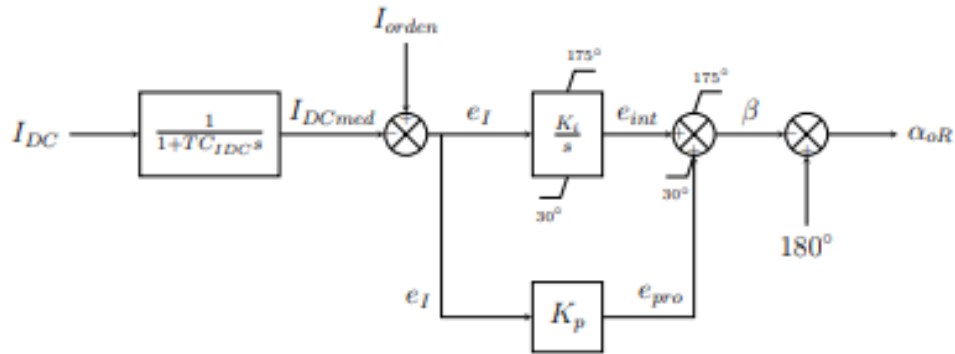 I_orden
175°
175°
I_DC
1
1+TC_IDC s
I_DCmed
+
-
e_I
K_i
s
e_int
+
β
-
α_oR
30°
+
30°
+
180°
e_I
K_p
e_pro